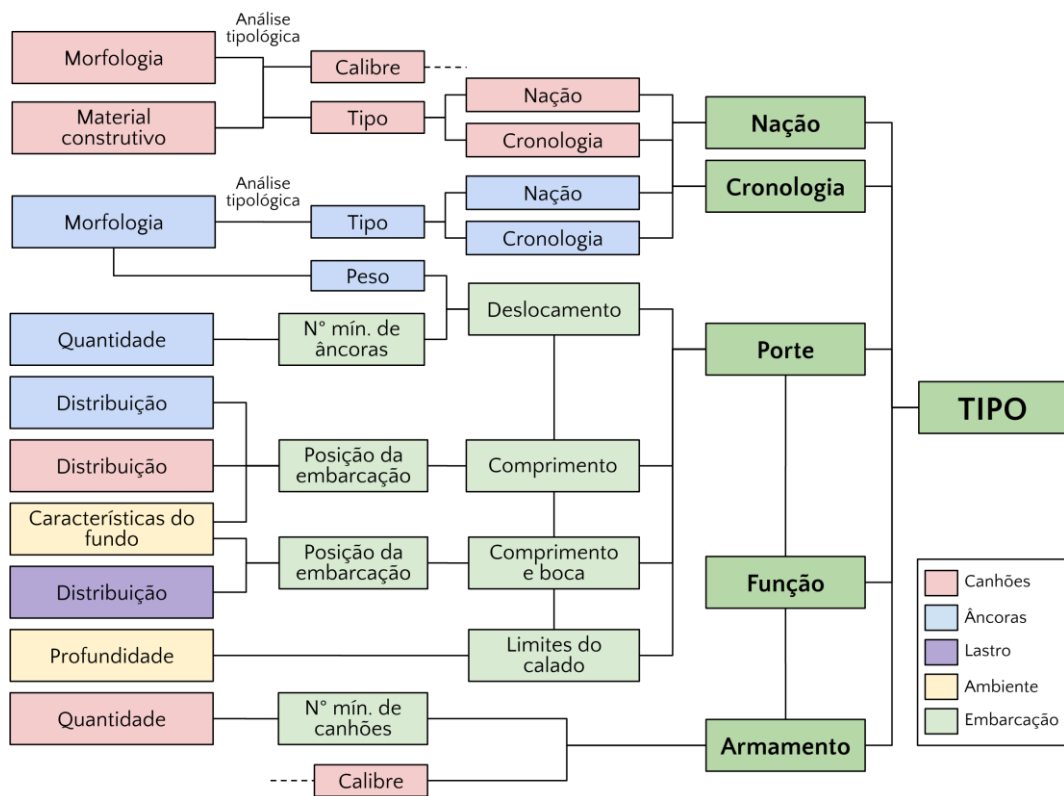 Morfologia
Análise
tipológica
Calibre
Material
construtivo
Tipo
Nação
Cronologia
Nação
Cronologia
Morfologia
Análise
tipológica
Tipo
Nação
Cronologia
Peso
Quantidade
N° mín. de
âncoras
Deslocamento
Porte
Distribuição
TIPO
Distribuição
Posição da
embarcação
Comprimento
Características do
fundo
Posição da
embarcação
Comprimento
e boca
Distribuição
Função
Profundidade
Limites do
calado
Quantidade
N° mín. de
canhões
Armamento
Calibre
Canhões
Âncoras
Lastro
Ambiente
Embarcação